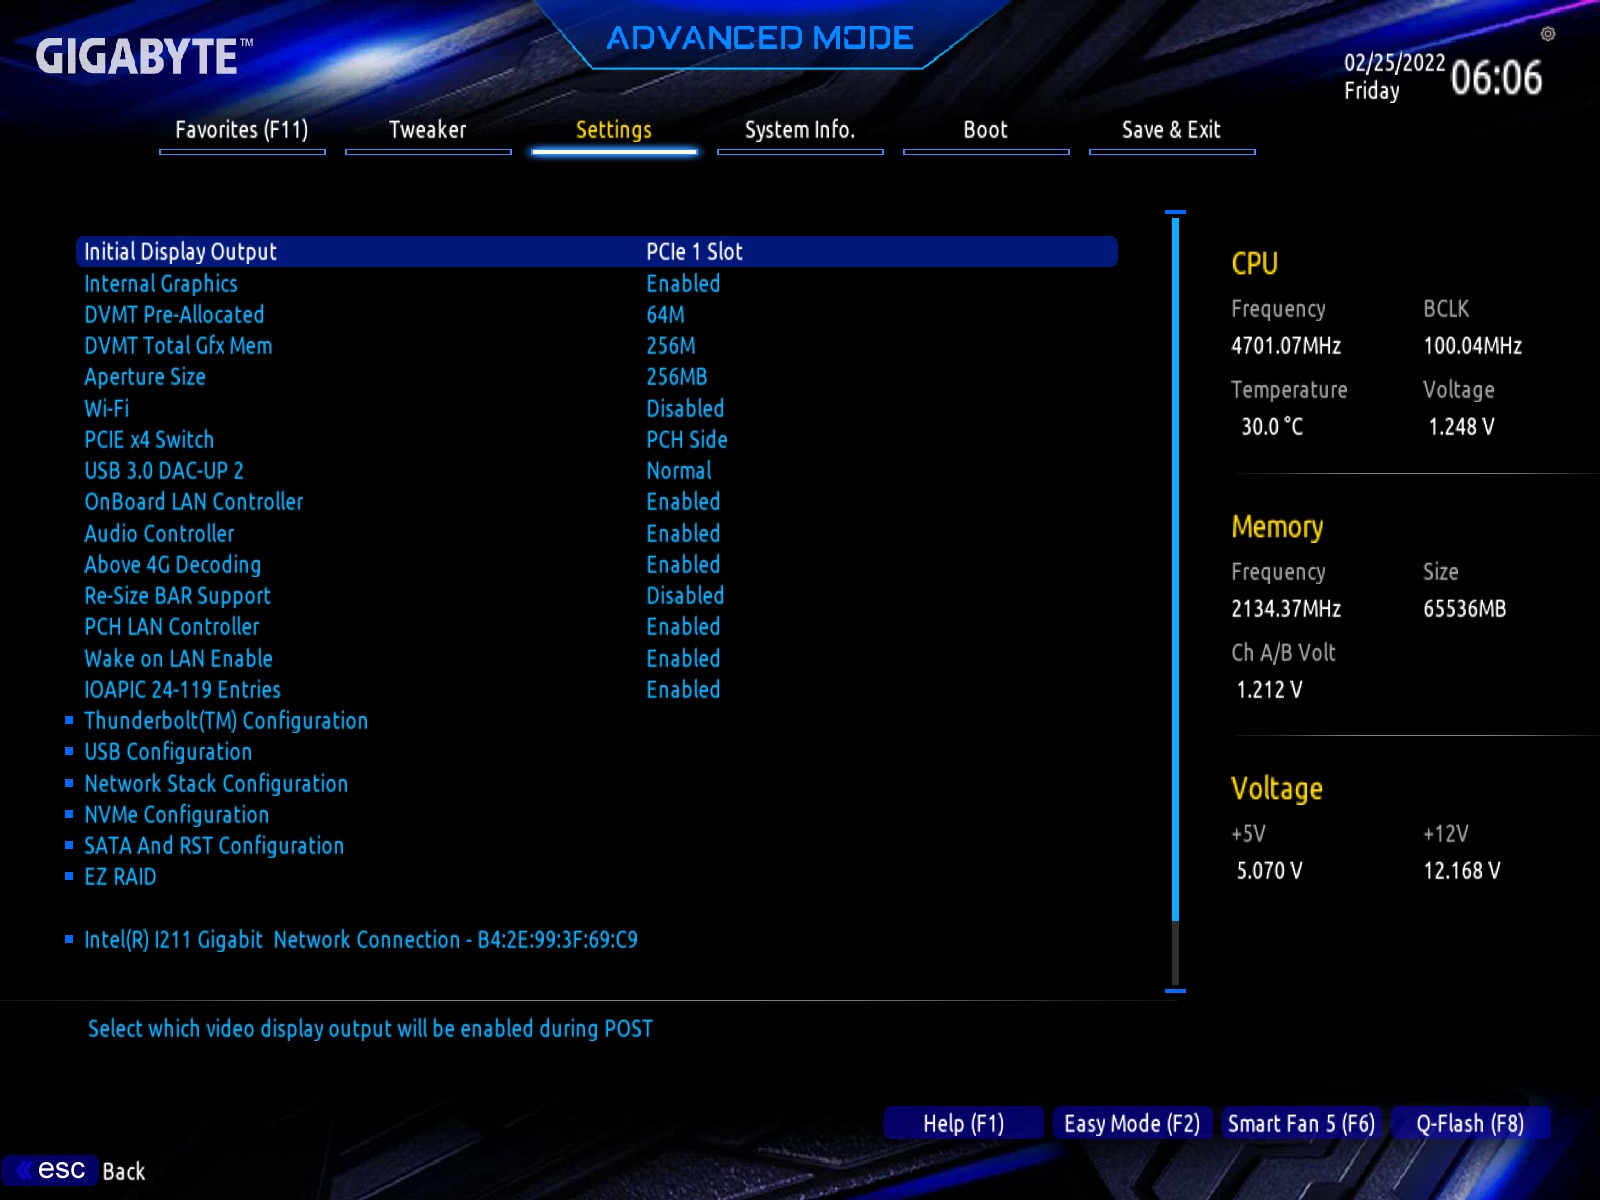 GIGABYTE™
ADVANCED MODE
02/25/2022 06:06
Friday
Favorites (F11) Tweaker Settings System Info. Boot Save & Exit
Initial Display Output PCIe 1 Slot
Internal Graphics Enabled
DVMT Pre-Allocated 64M
DVMT Total Gfx Mem 256M
Aperture Size 256MB
Wi-Fi Disabled
PCIE x4 Switch PCH Side
USB 3.0 DAC-UP 2 Normal
OnBoard LAN Controller Enabled
Audio Controller Enabled
Above 4G Decoding Enabled
Re-Size BAR Support Disabled
PCH LAN Controller Enabled
Wake on LAN Enable Enabled
IOAPIC 24-119 Entries Enabled
Thunderbolt(TM) Configuration
USB Configuration
Network Stack Configuration
NVMe Configuration
SATA And RST Configuration
EZ RAID
Intel(R) I211 Gigabit  Network Connection - B4:2E:99:3F:69:C9
CPU
Frequency BCLK
4701.07MHz 100.04MHz
Temperature Voltage
30.0 °C 1.248 V
Memory
Frequency Size
2134.37MHz 65536MB
Ch A/B Volt
1.212 V
Voltage
+5V +12V
5.070 V 12.168 V
Select which video display output will be enabled during POST
Help (F1) Easy Mode (F2) Smart Fan 5 (F6) Q-Flash (F8)
esc Back